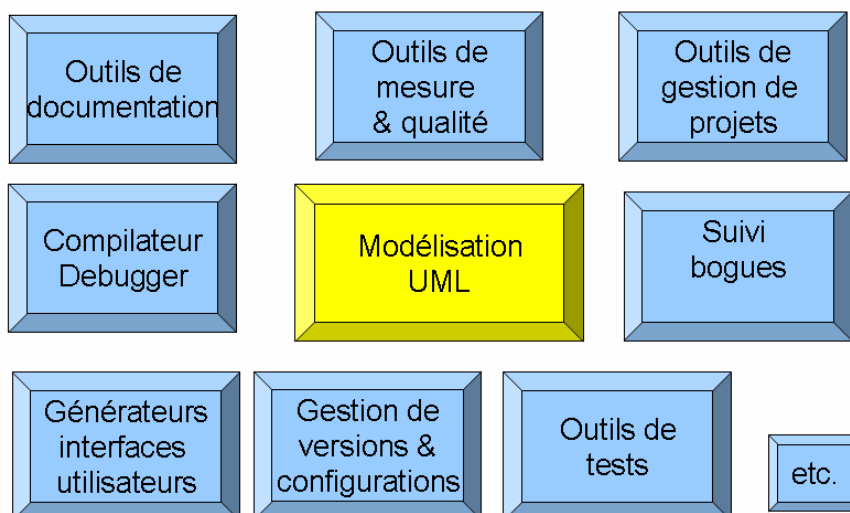 Outils de
documentation
Outils de
mesure
& qualité
Outils de
gestion de
projets
Compilateur
Debugger
Modélisation
UML
Suivi
bogues
Générateurs
interfaces
utilisateurs
Gestion de
versions &
configurations
Outils de
tests
etc.